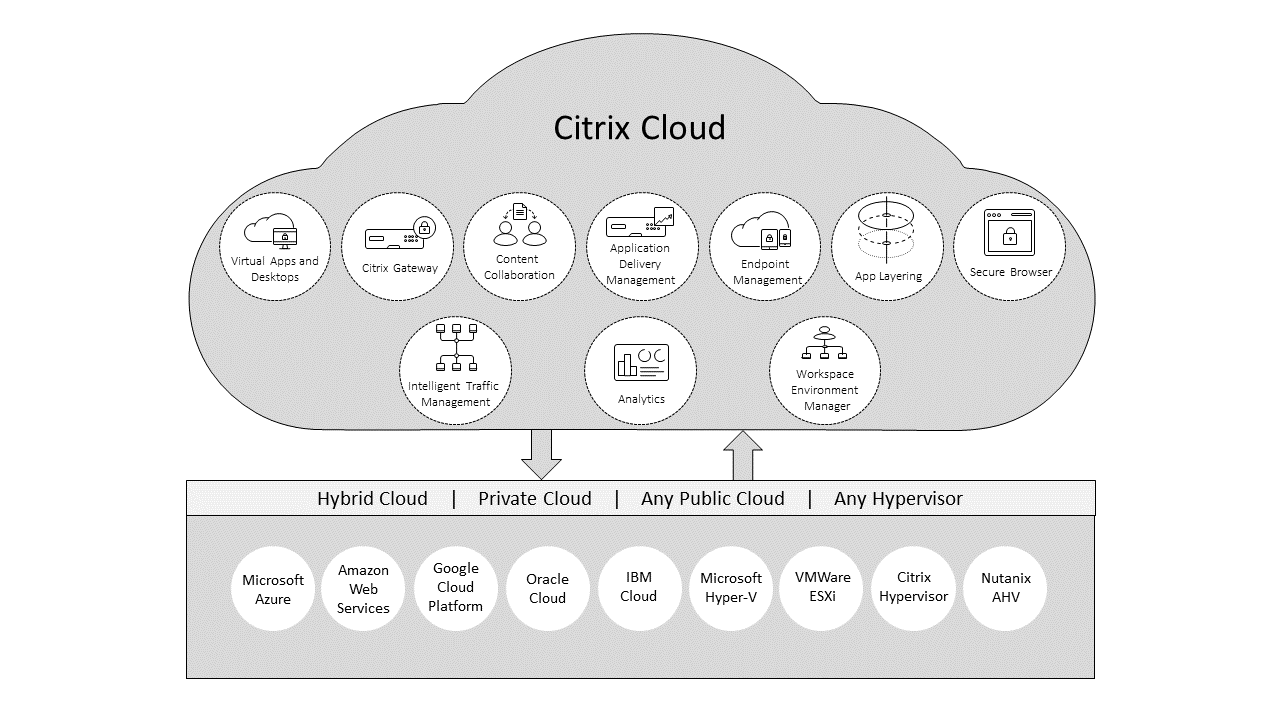 Citrix Cloud
Virtual Apps and
Desktops
Citrix Gateway
Content
Collaboration
Application
Delivery
Management
Endpoint
Management
App Layering
Secure Browser
Intelligent Traffic
Management
Analytics
Workspace
Environment
Manager
Hybrid Cloud | Private Cloud | Any Public Cloud | Any Hypervisor
Microsoft
Azure
Amazon
Web
Services
Google
Cloud
Platform
Oracle
Cloud
IBM
Cloud
Microsoft
Hyper-V
VMWare
ESXi
Citrix
Hypervisor
Nutanix
AHV